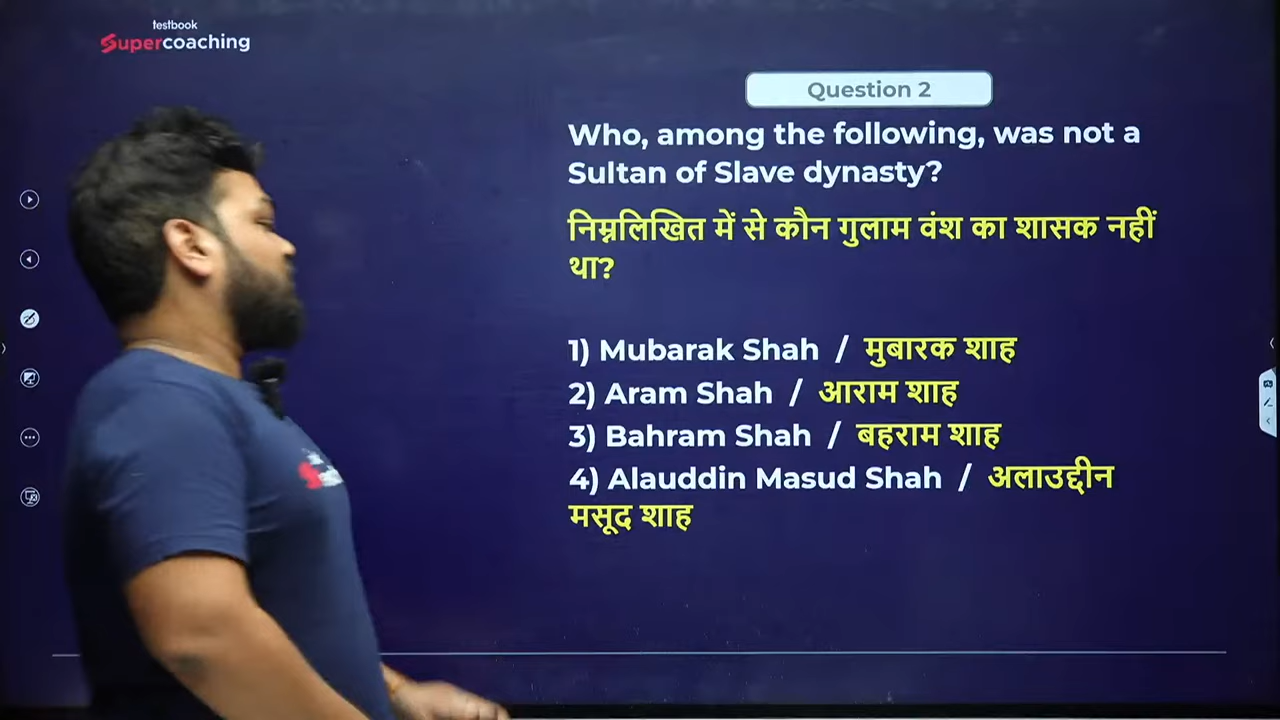 testbook
Supercoaching
Question 2
Who, among the following, was not a
Sultan of Slave dynasty?
निम्नलिखित में से कौन गुलाम वंश का शासक नहीं
था?
1) Mubarak Shah / मुबारक शाह
2) Aram Shah / आराम शाह
3) Bahram Shah / बहराम शाह
4) Alauddin Masud Shah / अलाउद्दीन
मसूद शाह